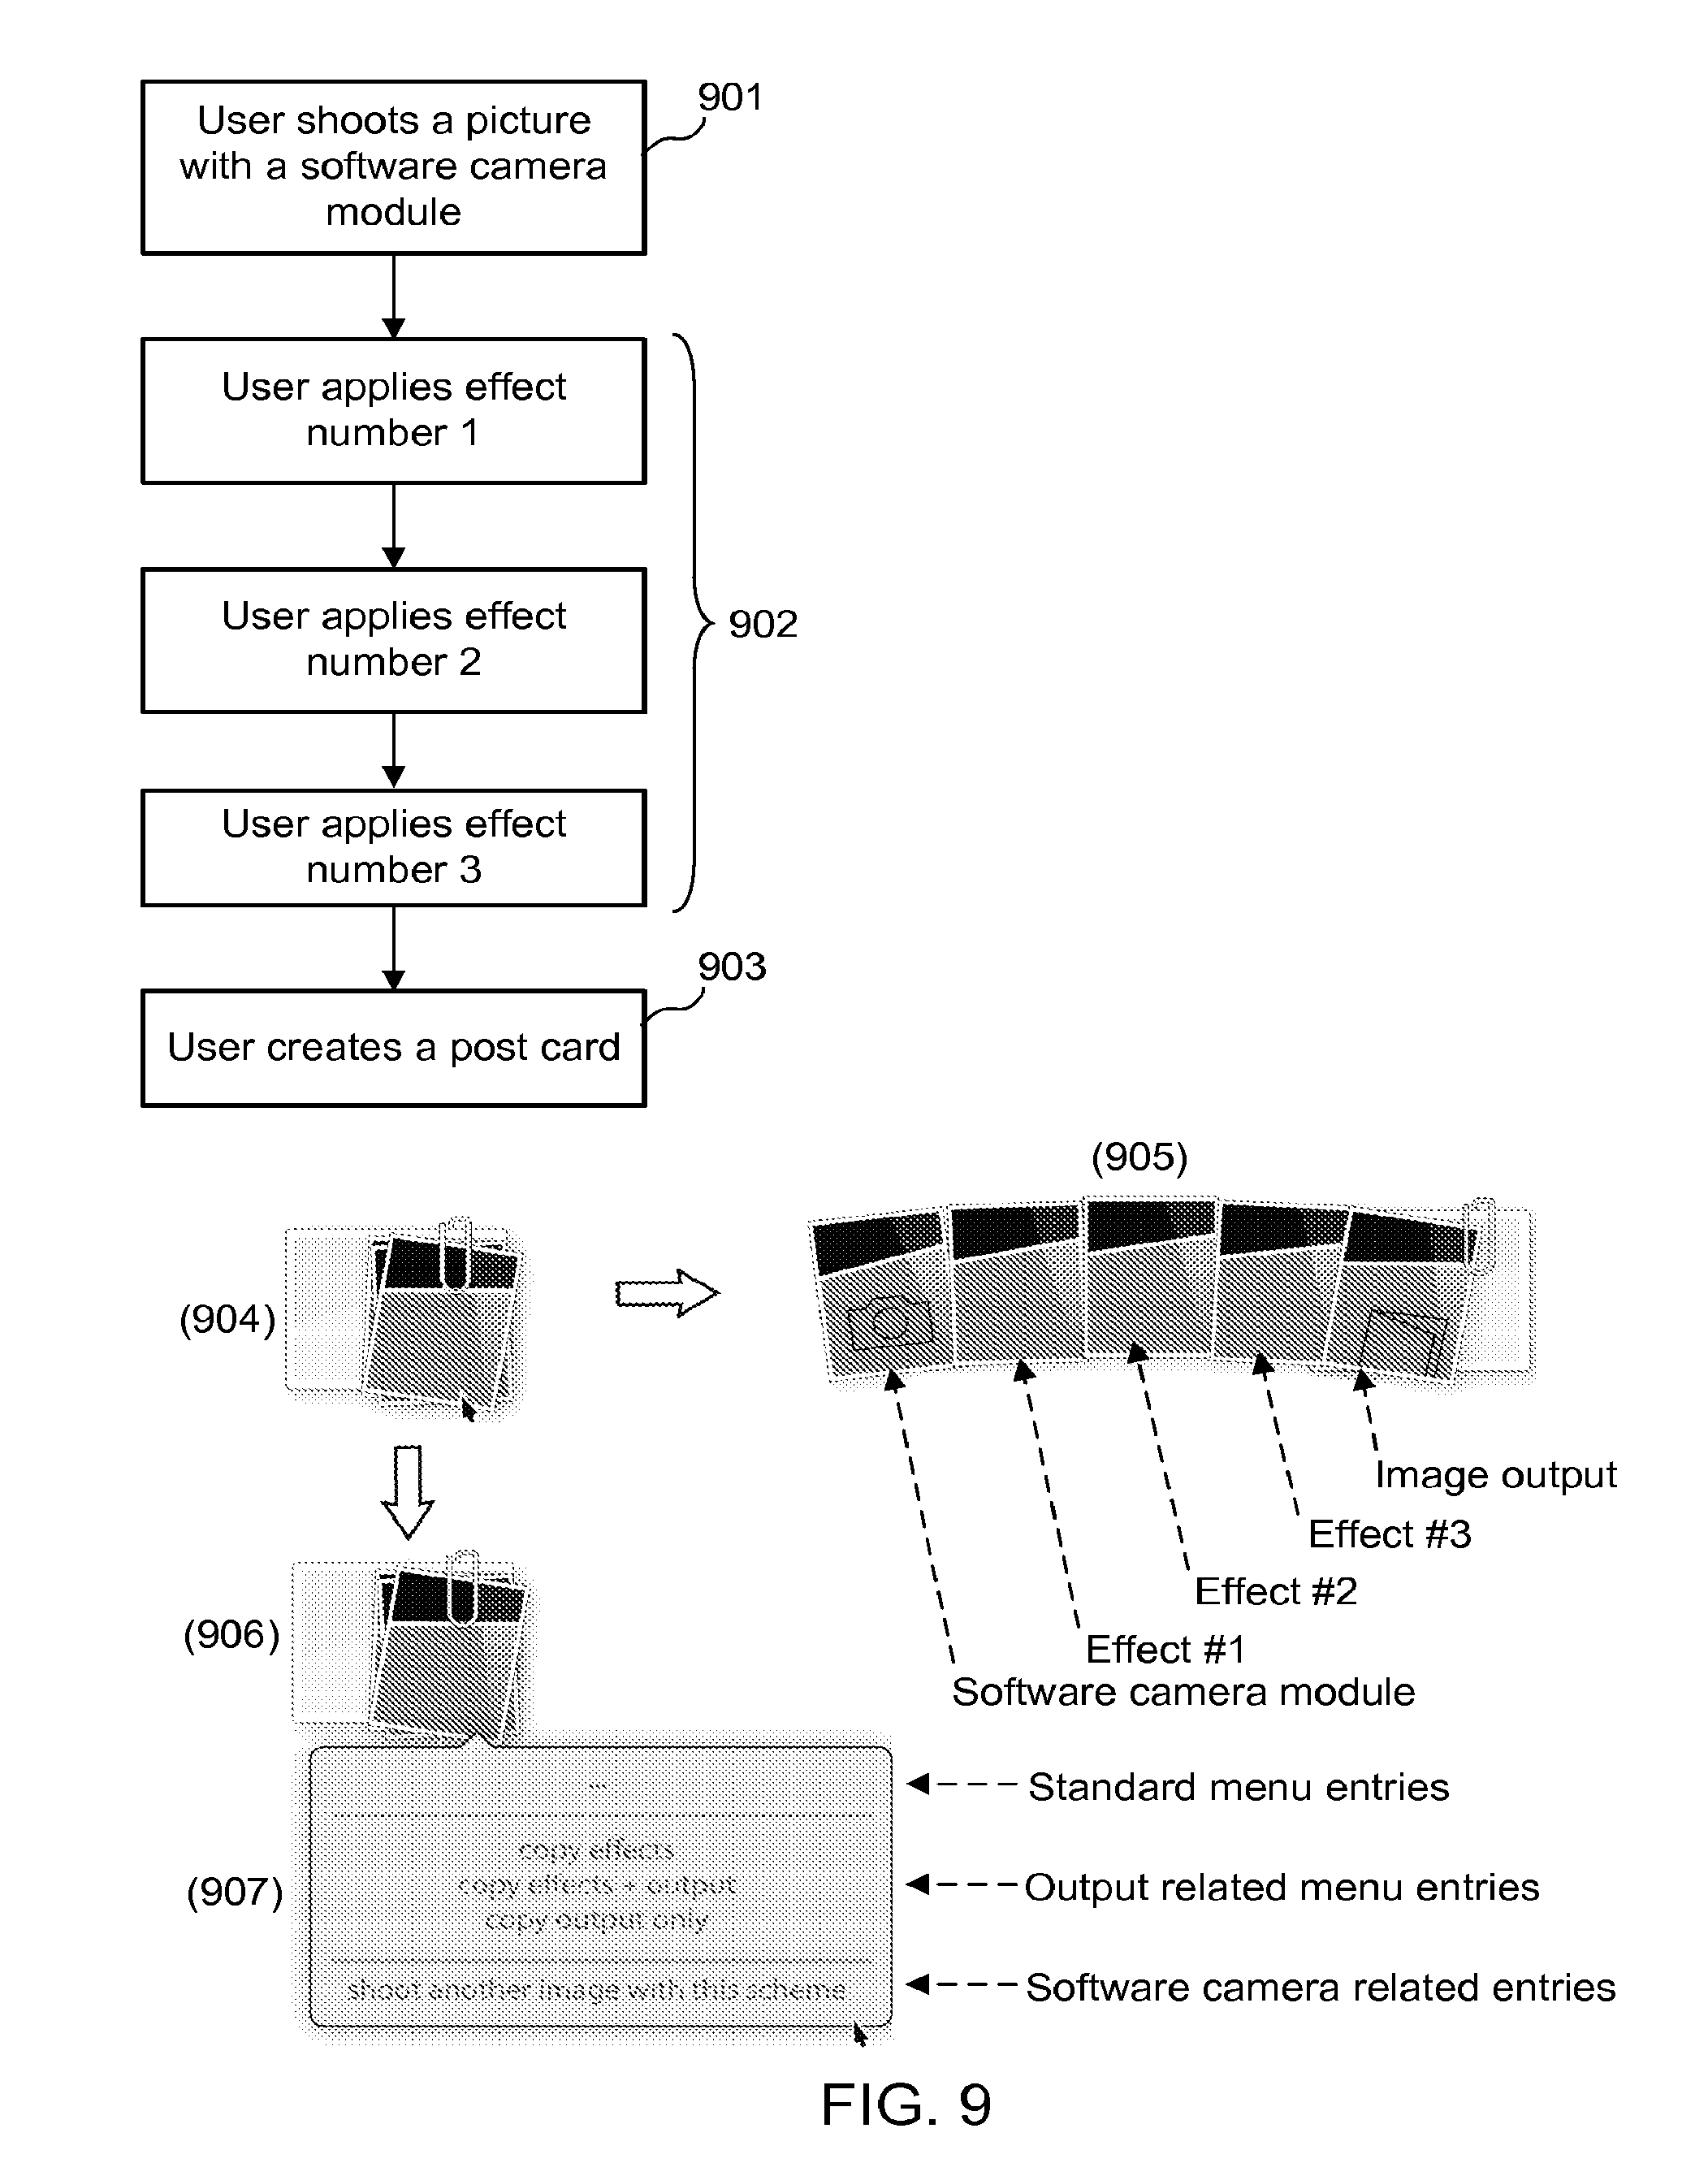 901
User shoots a picture
with a software camera
module
User applies effect
number 1
User applies effect
number 2
902
User applies effect
number 3
903
User creates a post card
(905)
(904)
Image output
Effect #3
Effect #2
(906)
Effect #1
Software camera module
...
Standard menu entries
copy effects
copy effects + output
copy output only
(907)
Output related menu entries
shoot another image with this scheme
Software camera related entries
FIG. 9